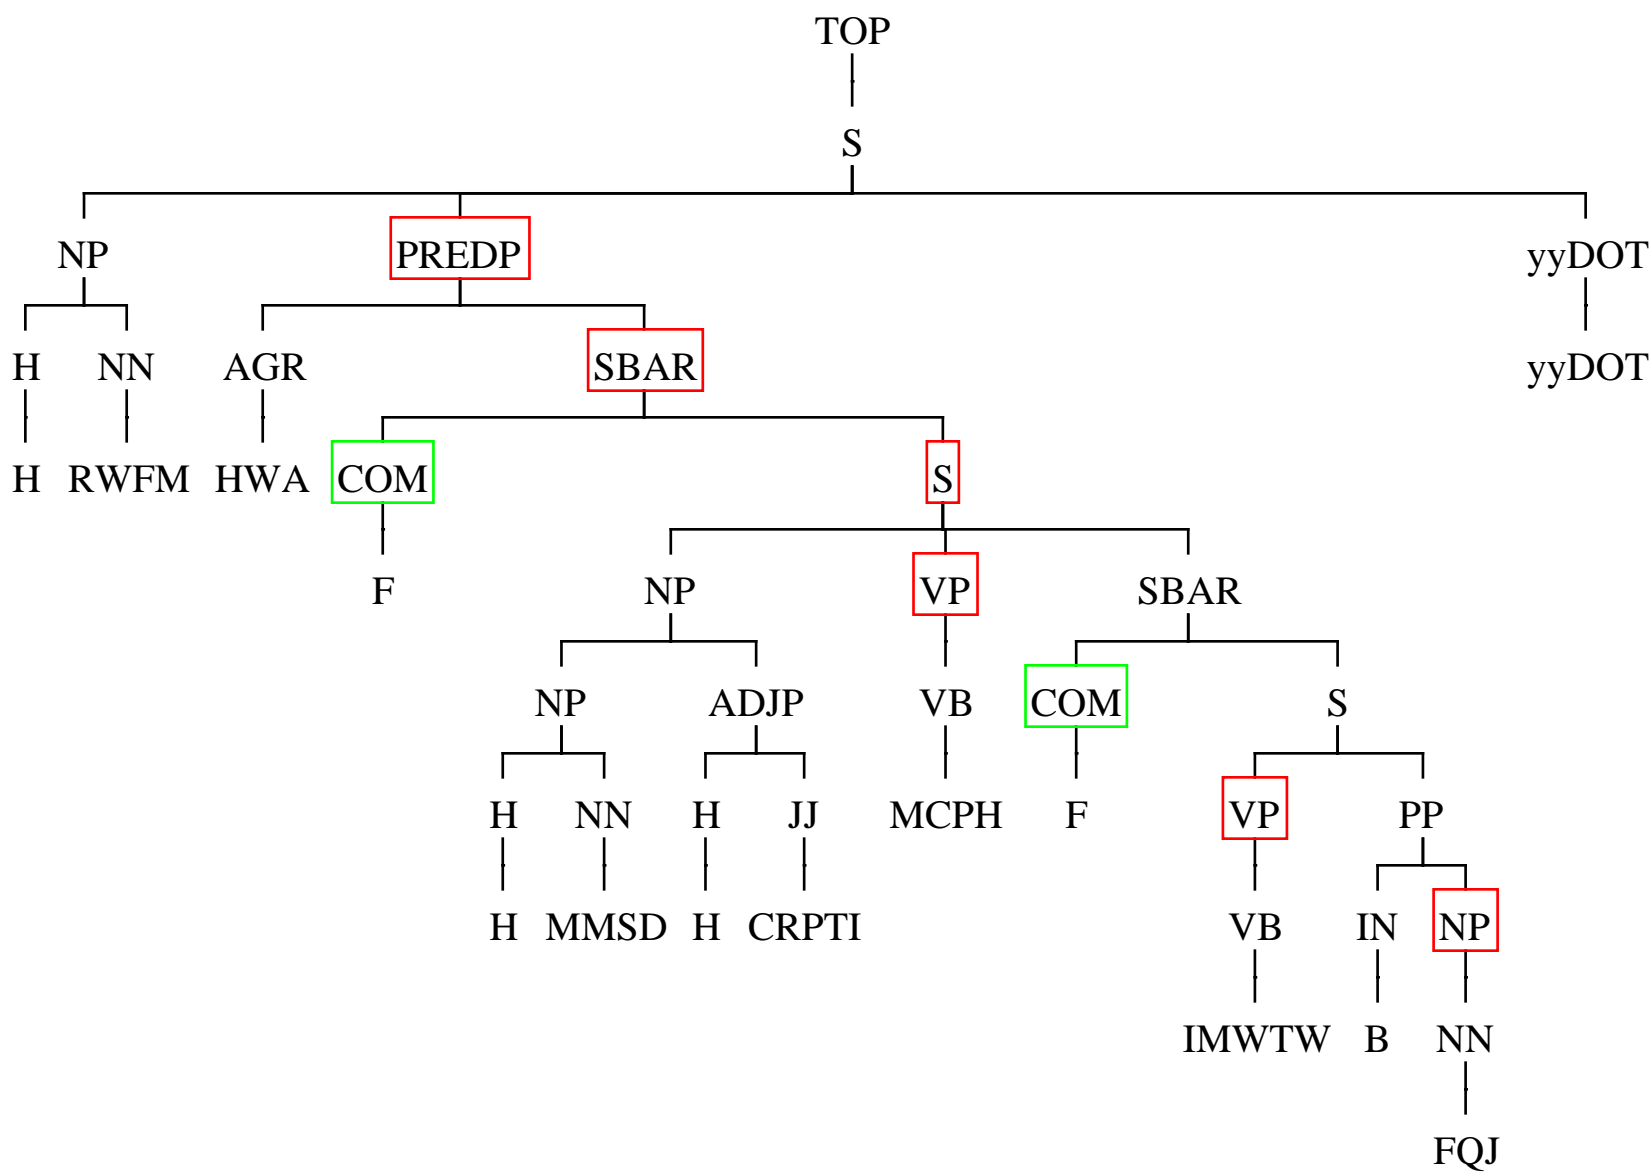 TOP
S
NP PREDP yyDOT
H NN AGR SBAR yyDOT
H RWFM HWA COM S
F NP VP SBAR
NP ADJP VB COM S
H NN H JJ MCPH F VP PP
H MMSD H CRPTI VB IN NP
IMWTW B NN
FQJ